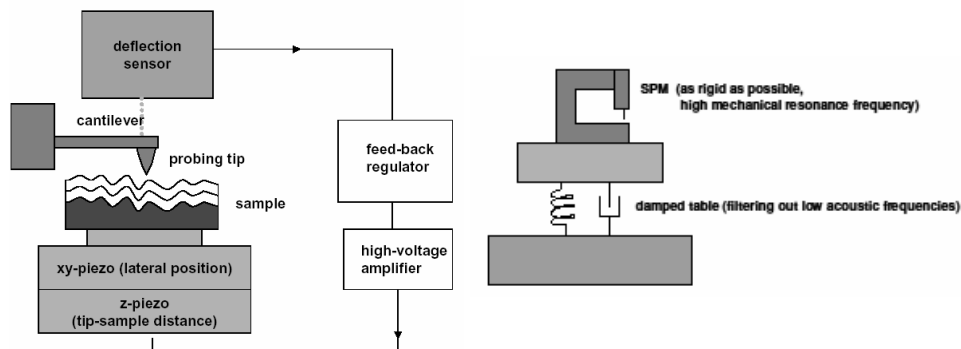 deflection
sensor
cantilever
probing tip
sample
xy-piezo (lateral position)
z-piezo
(tip-sample distance)
feed-back
regulator
high-voltage
amplifier
SPM (as rigid as possible,
high mechanical resonance frequency)
damped table (filtering out low acoustic frequencies)